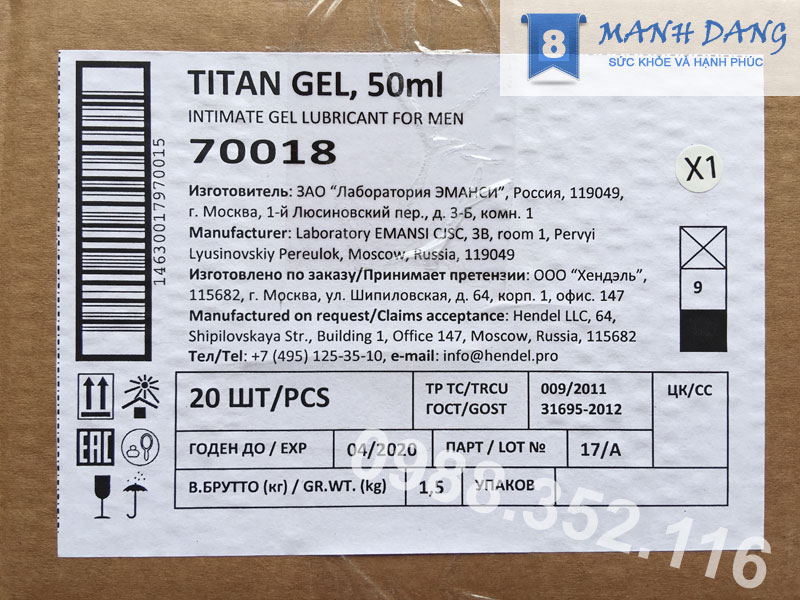 8 MANH DANG
SỨC KHỎE VÀ HẠNH PHÚC
TITAN GEL, 50ml
INTIMATE GEL LUBRICANT FOR MEN
70018
X1
14630017970015
Изготовитель: ЗАО “Лаборатория ЭМАНСИ”, Россия, 119049,
г. Москва, 1-й Люсиновский пер., д. 3-Б, комн. 1
Manufacturer: Laboratory EMANSI CJSC, 3B, room 1, Pervyi
Lyusinovskiy Pereulok, Moscow, Russia, 119049
Изготовлено по заказу/Принимает претензии: ООО “Хендэль”,
115682, г. Москва, ул. Шипиловская, д. 64, корп. 1, офис. 147
Manufactured on request/Claims acceptance: Hendel LLC, 64,
Shipilovskaya Str., Building 1, Office 147, Moscow, Russia, 115682
Тел/Tel: +7 (495) 125-35-10, e-mail: info@hendel.pro
9
20 ШТ/PCS
ТР ТС/TRCU 009/2011
ГОСТ/GOST 31695-2012
ЦК/CC
EAC
ГОДЕН ДО / EXP 04/2020 ПАРТ / LOT № 17/A
В.БРУТТО (кг) / GR.WT. (kg) 1,5 УПАКОВ
0988.352.116